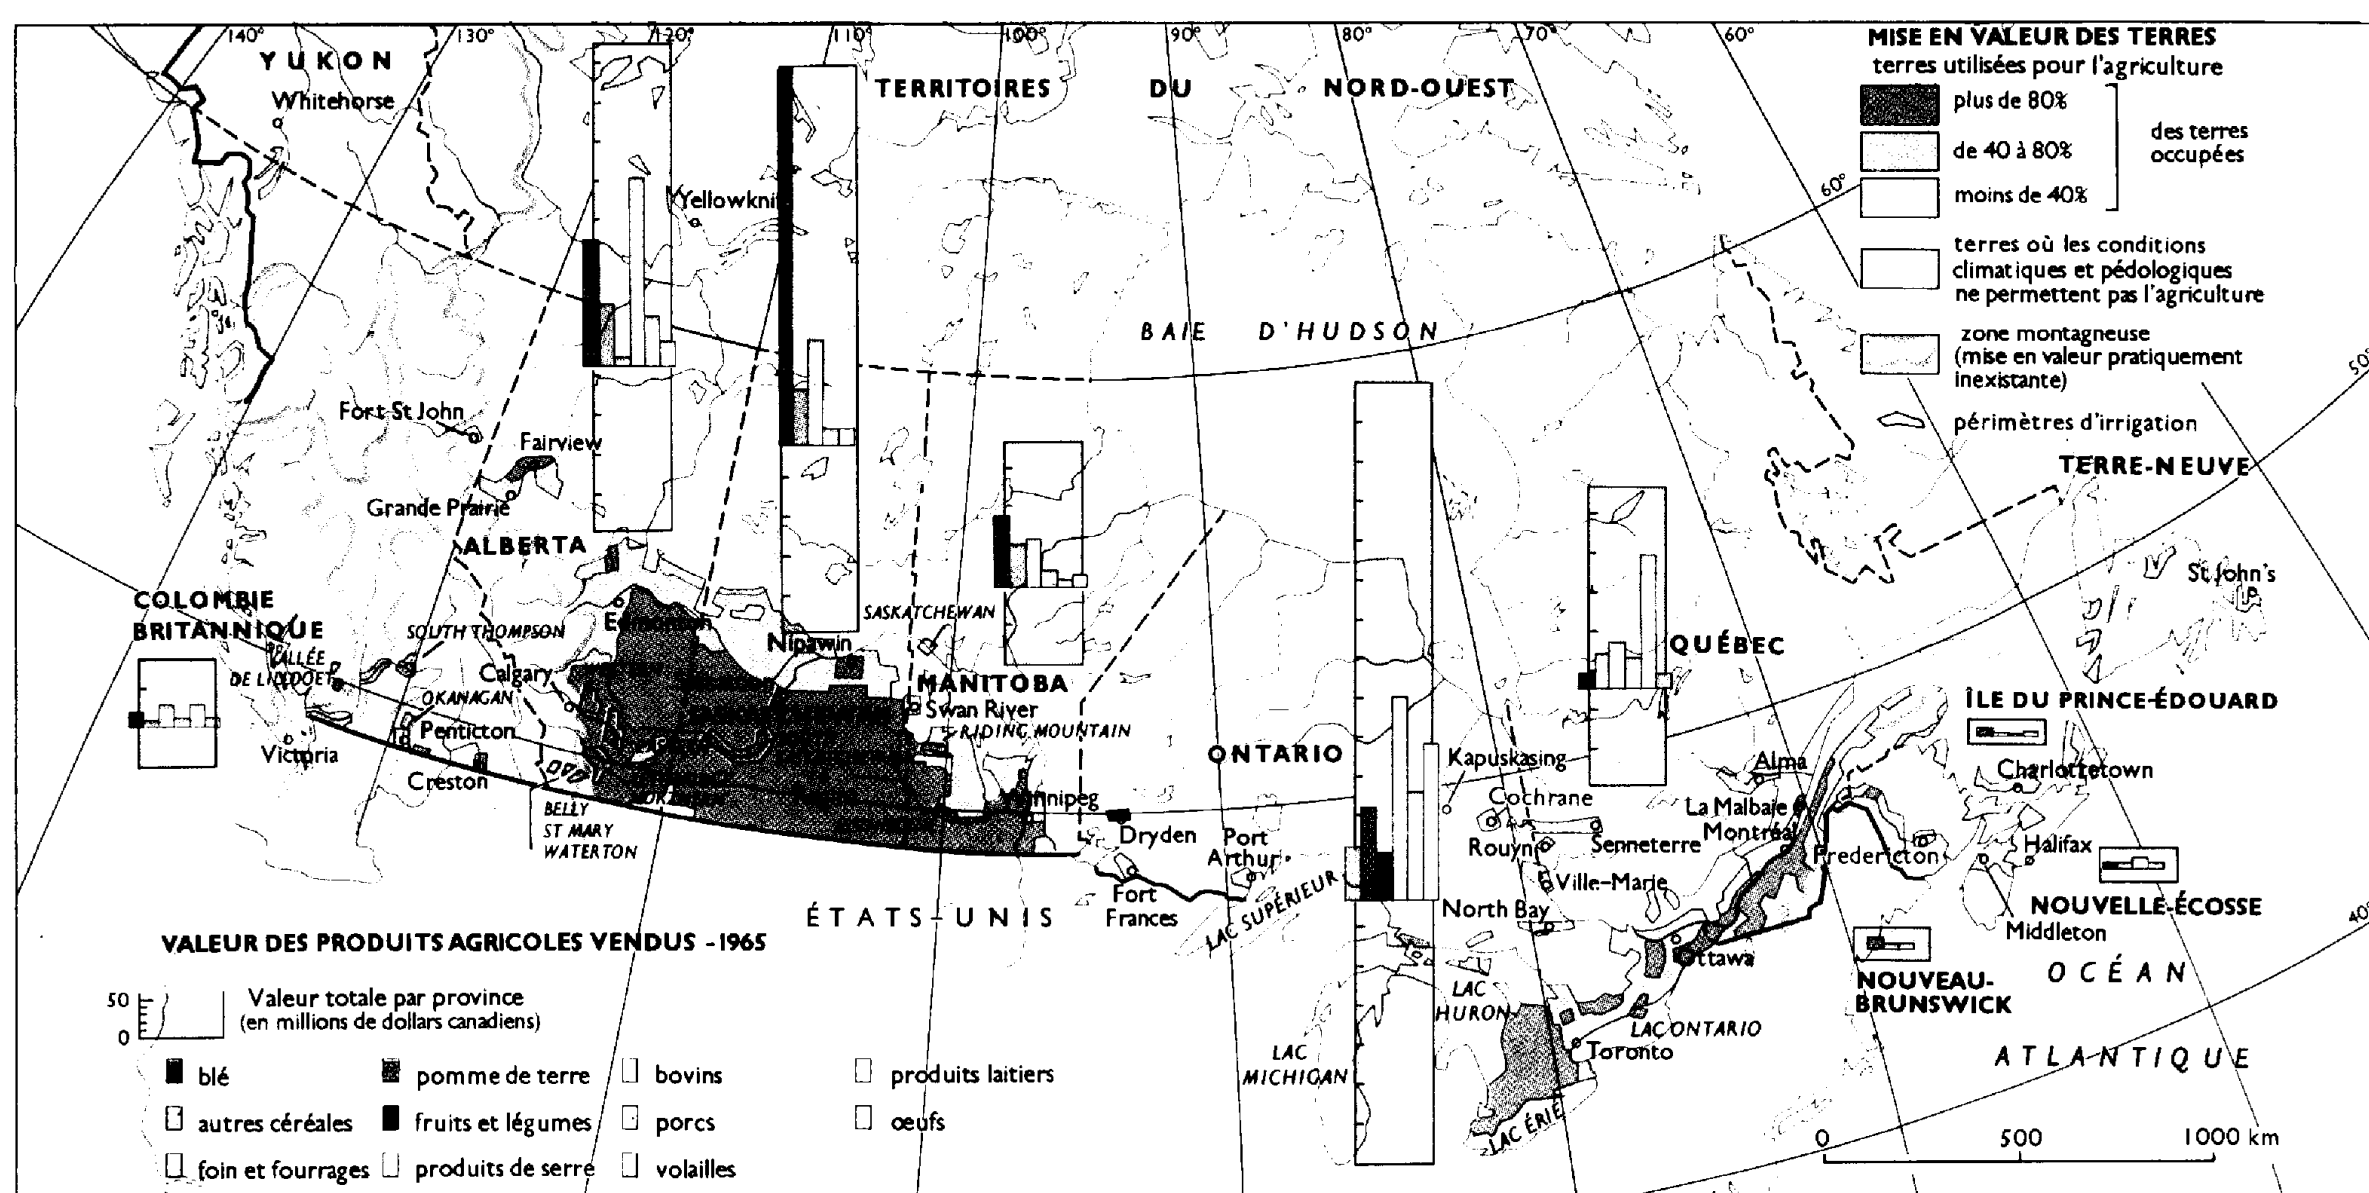 140°
130°
120°
110°
100°
90°
80°
70°
60°
YUKON
Whitehorse
TERRITOIRES DU NORD-OUEST
MISE EN VALEUR DES TERRES
terres utilisées pour l'agriculture
plus de 80%
de 40 à 80%
moins de 40%
des terres
occupées
terres où les conditions
climatiques et pédologiques
ne permettent pas l'agriculture
zone montagneuse
(mise en valeur pratiquement
inexistante)
périmètres d'irrigation
60°
50°
40°
BAIE D'HUDSON
TERRE-NEUVE
St John's
Fort St John
Fairview
Grande Prairie
ALBERTA
COLOMBIE
BRITANNIQUE
VALLÉE
DE LILLOOET
SOUTH THOMPSON
OKANAGAN
Calgary
Edmonton
Penticton
Victoria
Creston
BELLY
ST MARY
WATERTON
Nipawin
SASKATCHEWAN
MANITOBA
Swan River
RIDING MOUNTAIN
Winnipeg
Dryden
Port
Arthur
Fort
Frances
LAC SUPÉRIEUR
ONTARIO
Kapuskasing
Cochrane
Rouyn
Senneterre
Ville-Marie
North Bay
QUÉBEC
Alma
La Malbaie
Montréal
Fredericton
ÎLE DU PRINCE-ÉDOUARD
Charlottetown
Halifax
NOUVELLE-ÉCOSSE
Middleton
NOUVEAU-
BRUNSWICK
OCÉAN
ATLANTIQUE
Ottawa
LAC
HURON
LAC ONTARIO
Toronto
LAC
MICHIGAN
LAC ÉRIÉ
ÉTATS-UNIS
VALEUR DES PRODUITS AGRICOLES VENDUS - 1965
50
0
Valeur totale par province
(en millions de dollars canadiens)
blé
autres céréales
foin et fourrages
pomme de terre
fruits et légumes
produits de serre
bovins
porcs
volailles
produits laitiers
œufs
0 500 1000 km